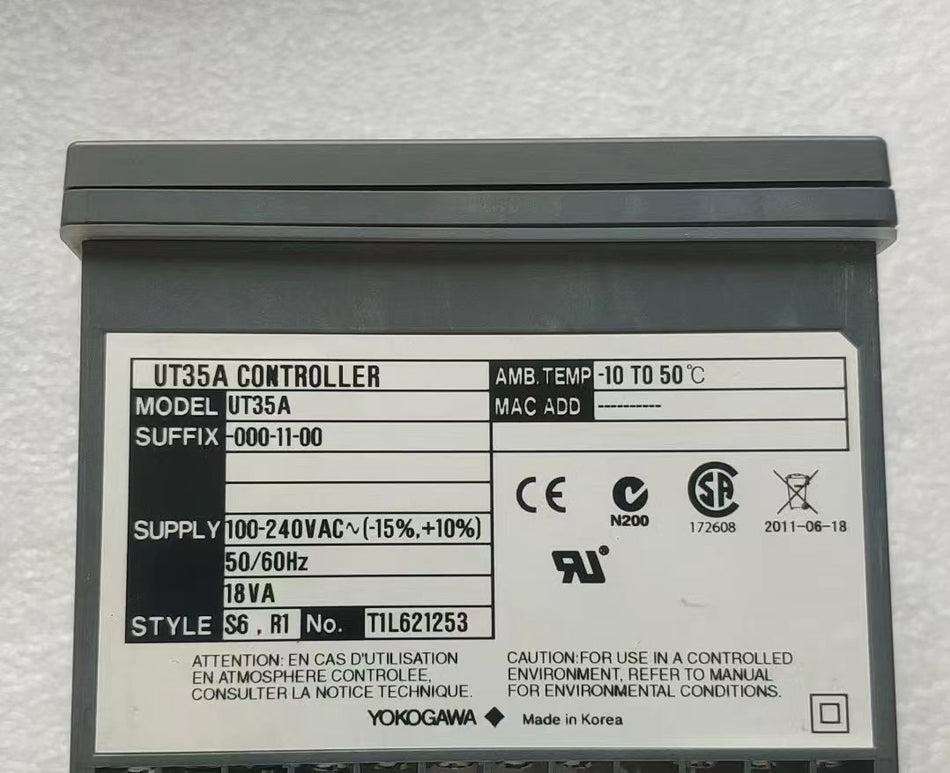 UT35A CONTROLLER
MODEL UT35A
SUFFIX -000-11-00
SUPPLY 100-240VAC~(-15%,+10%)
50/60Hz
18VA
STYLE S6 , R1 No. T1L621253
AMB. TEMP -10 TO 50℃
MAC ADD ----------
CE
N200
SA
172608
2011-06-18
RU
ATTENTION: EN CAS D'UTILISATION
EN ATMOSPHERE CONTROLEE,
CONSULTER LA NOTICE TECHNIQUE.
CAUTION:FOR USE IN A CONTROLLED
ENVIRONMENT, REFER TO MANUAL
FOR ENVIRONMENTAL CONDITIONS.
YOKOGAWA ◆ Made in Korea